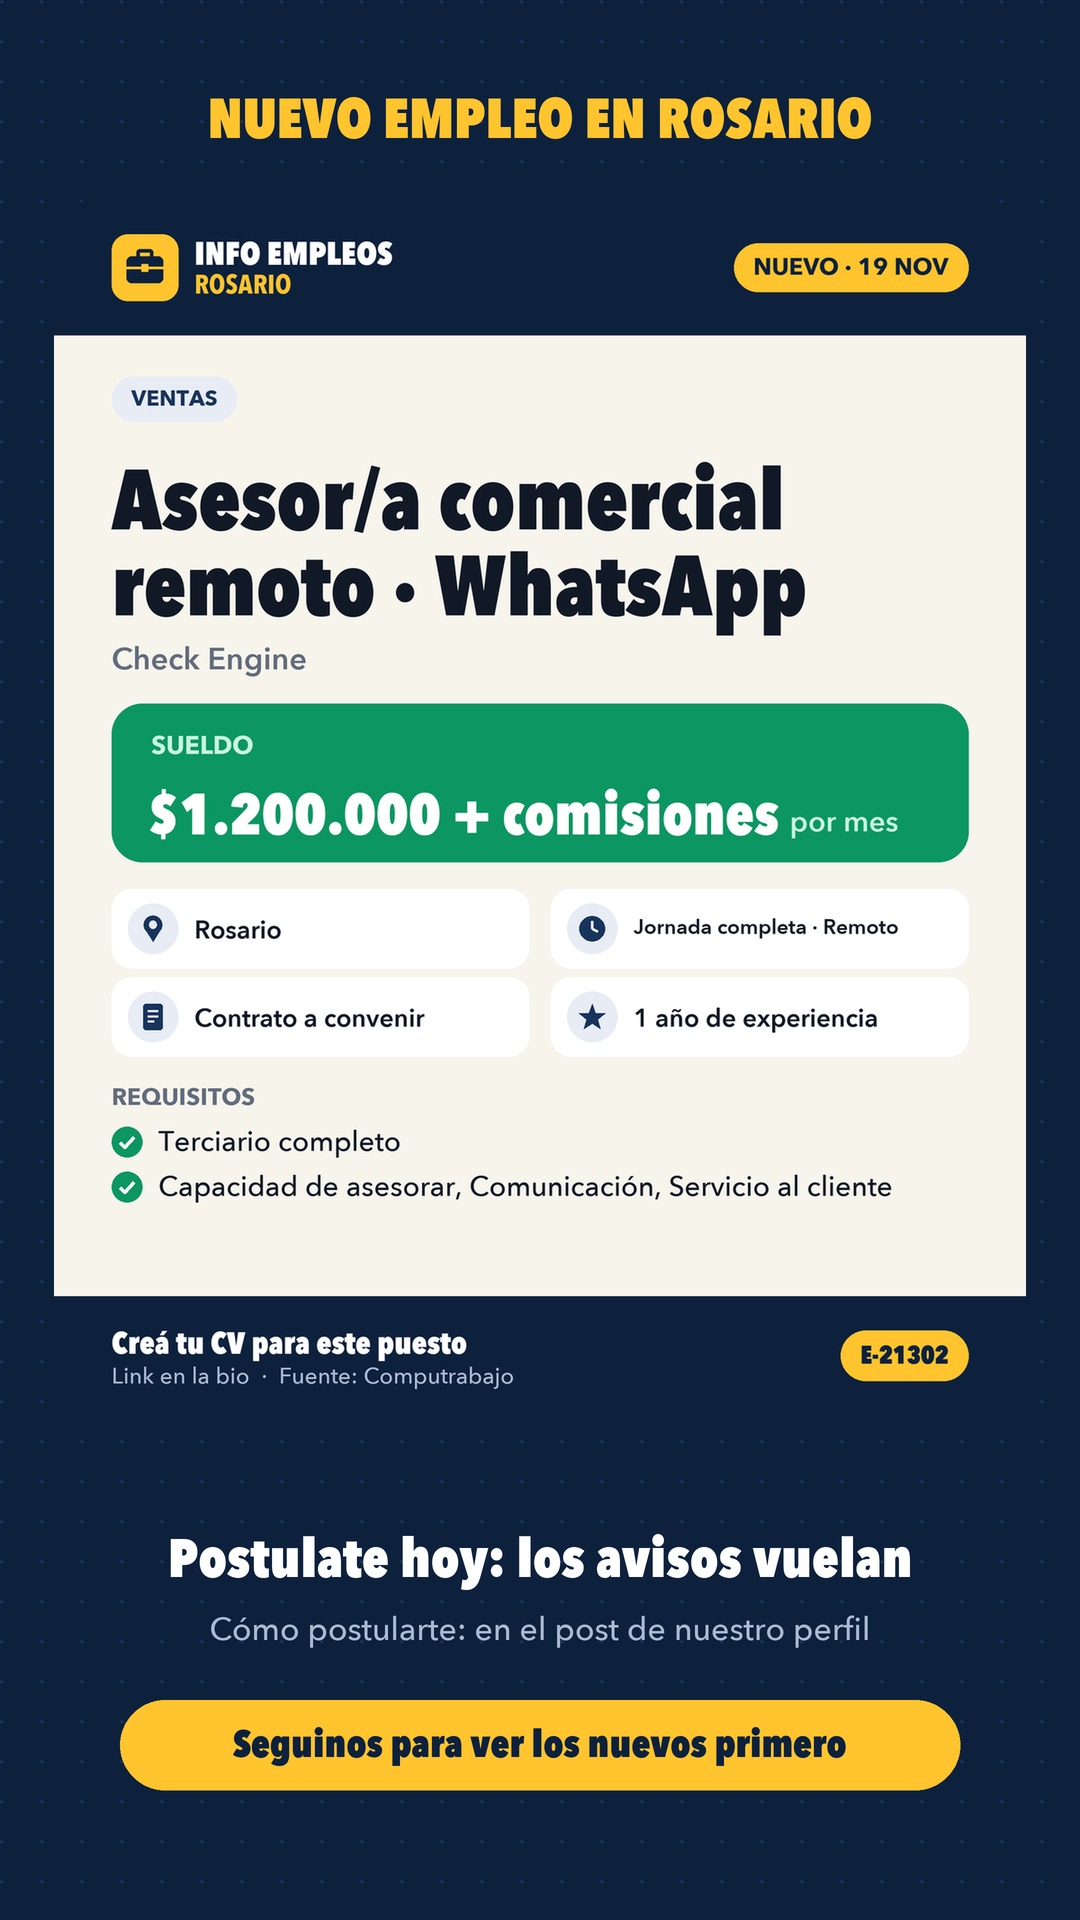 NUEVO EMPLEO EN ROSARIO
INFO EMPLEOS
ROSARIO
NUEVO · 19 NOV
VENTAS
Asesor/a comercial
remoto · WhatsApp
Check Engine
SUELDO
$1.200.000 + comisiones por mes
Rosario
Jornada completa · Remoto
Contrato a convenir
1 año de experiencia
REQUISITOS
Terciario completo
Capacidad de asesorar, Comunicación, Servicio al cliente
Creá tu CV para este puesto
Link en la bio · Fuente: Computrabajo
E-21302
Postulate hoy: los avisos vuelan
Cómo postularte: en el post de nuestro perfil
Seguinos para ver los nuevos primero